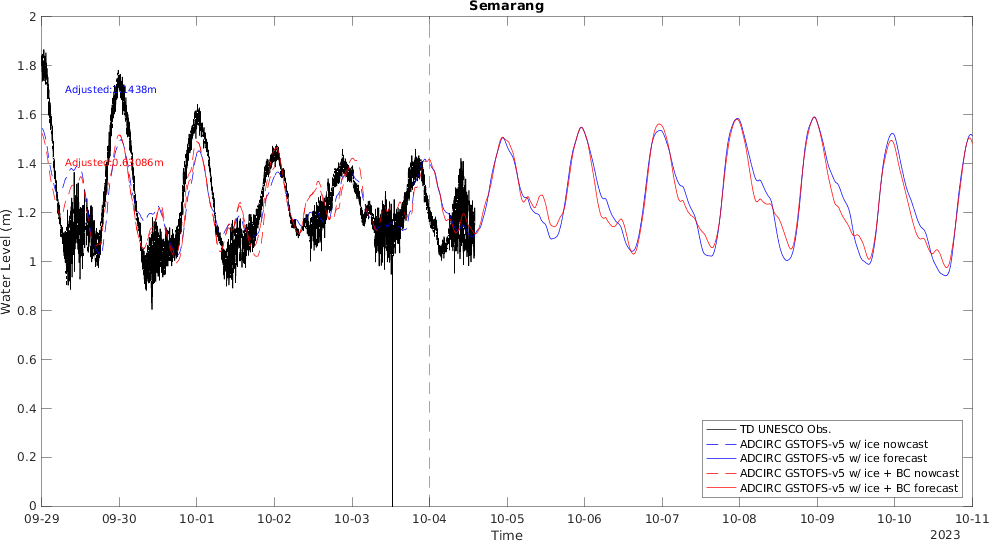 Semarang
2
1.8
1.6
1.4
1.2
1
0.8
0.6
0.4
0.2
0
Water Level (m)
Adjusted:
Adjusted:0.63086m
TD UNESCO Obs.
ADCIRC GSTOFS-v5 w/ ice nowcast
ADCIRC GSTOFS-v5 w/ ice forecast
ADCIRC GSTOFS-v5 w/ ice + BC nowcast
ADCIRC GSTOFS-v5 w/ ice + BC forecast
09-29 09-30 10-01 10-02 10-03 10-04 10-05 10-06 10-07 10-08 10-09 10-10 10-11
Time
2023